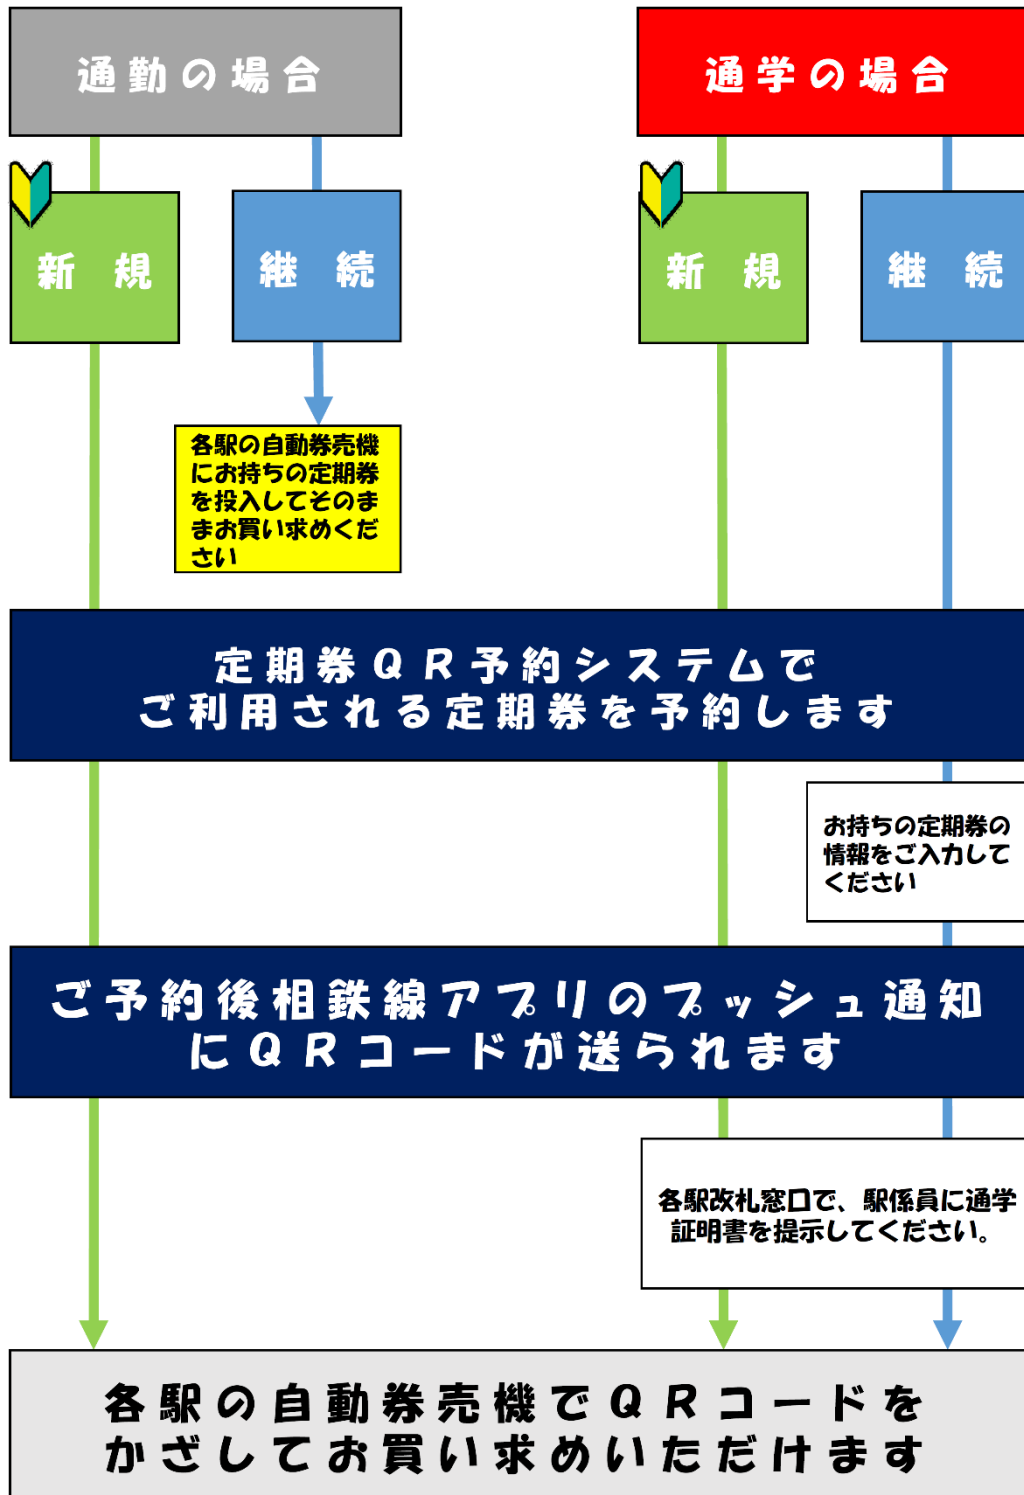 通勤の場合
通学の場合
新 規
継 続
新 規
継 続
各駅の自動券売機
にお持ちの定期券
を投入してそのま
まお買い求めくだ
さい
定期券QR予約システムで
ご利用される定期券を予約します
お持ちの定期券の
情報をご入力して
ください
ご予約後相鉄線アプリのプッシュ通知
にQRコードが送られます
各駅改札窓口で、駅係員に通学
証明書を提示してください。
各駅の自動券売機でQRコードを
かざしてお買い求めいただけます